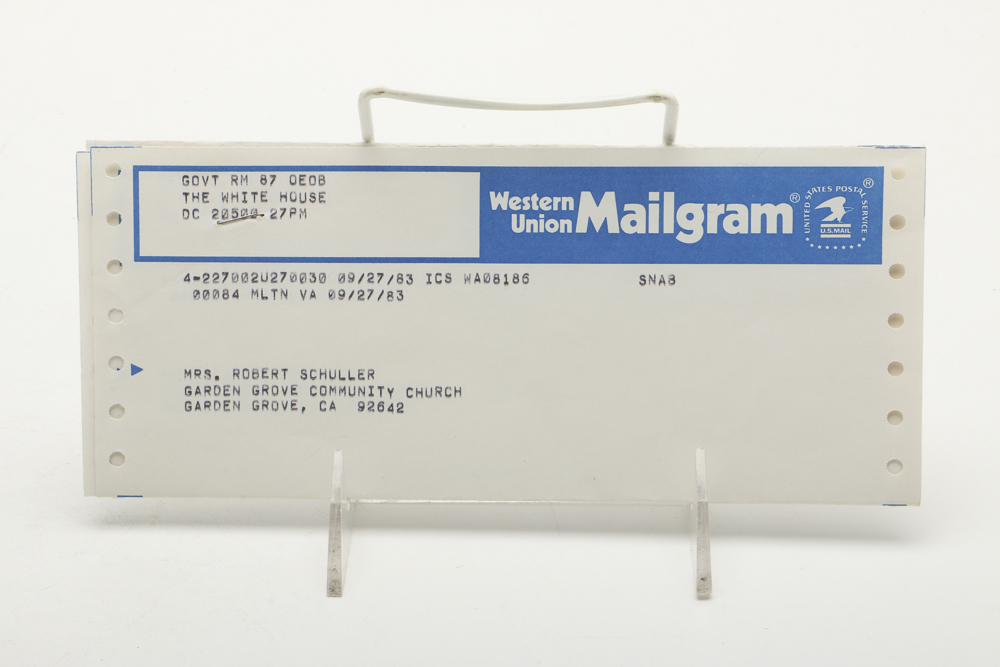 GOVT RM 87 OEOB
THE WHITE HOUSE
DC 20500 27PM
Western
Union Mailgram®
UNITED STATES POSTAL SERVICE ®
U.S.MAIL
4-227002U270030 09/27/83 ICS WA08186 SNAB
00084 MLTN VA 09/27/83
MRS. ROBERT SCHULLER
GARDEN GROVE COMMUNITY CHURCH
GARDEN GROVE, CA 92642